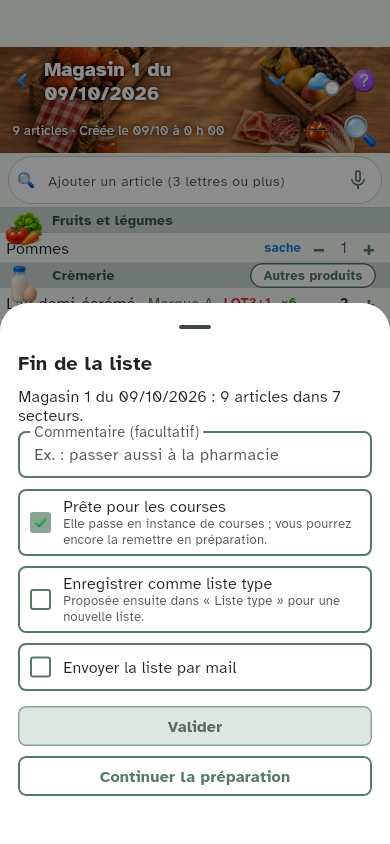 Magasin 1 du
09/10/2026
?
9 articles · Créée le 09/10 à 0 h 00
Ajouter un article (3 lettres ou plus)
Fruits et légumes
Pommes sache − 1 +
Crèmerie Autres produits
Fin de la liste
Magasin 1 du 09/10/2026 : 9 articles dans 7
secteurs.
Commentaire (facultatif)
Ex. : passer aussi à la pharmacie
Prête pour les courses
Elle passe en instance de courses ; vous pourrez
encore la remettre en préparation.
Enregistrer comme liste type
Proposée ensuite dans « Liste type » pour une
nouvelle liste.
Envoyer la liste par mail
Valider
Continuer la préparation